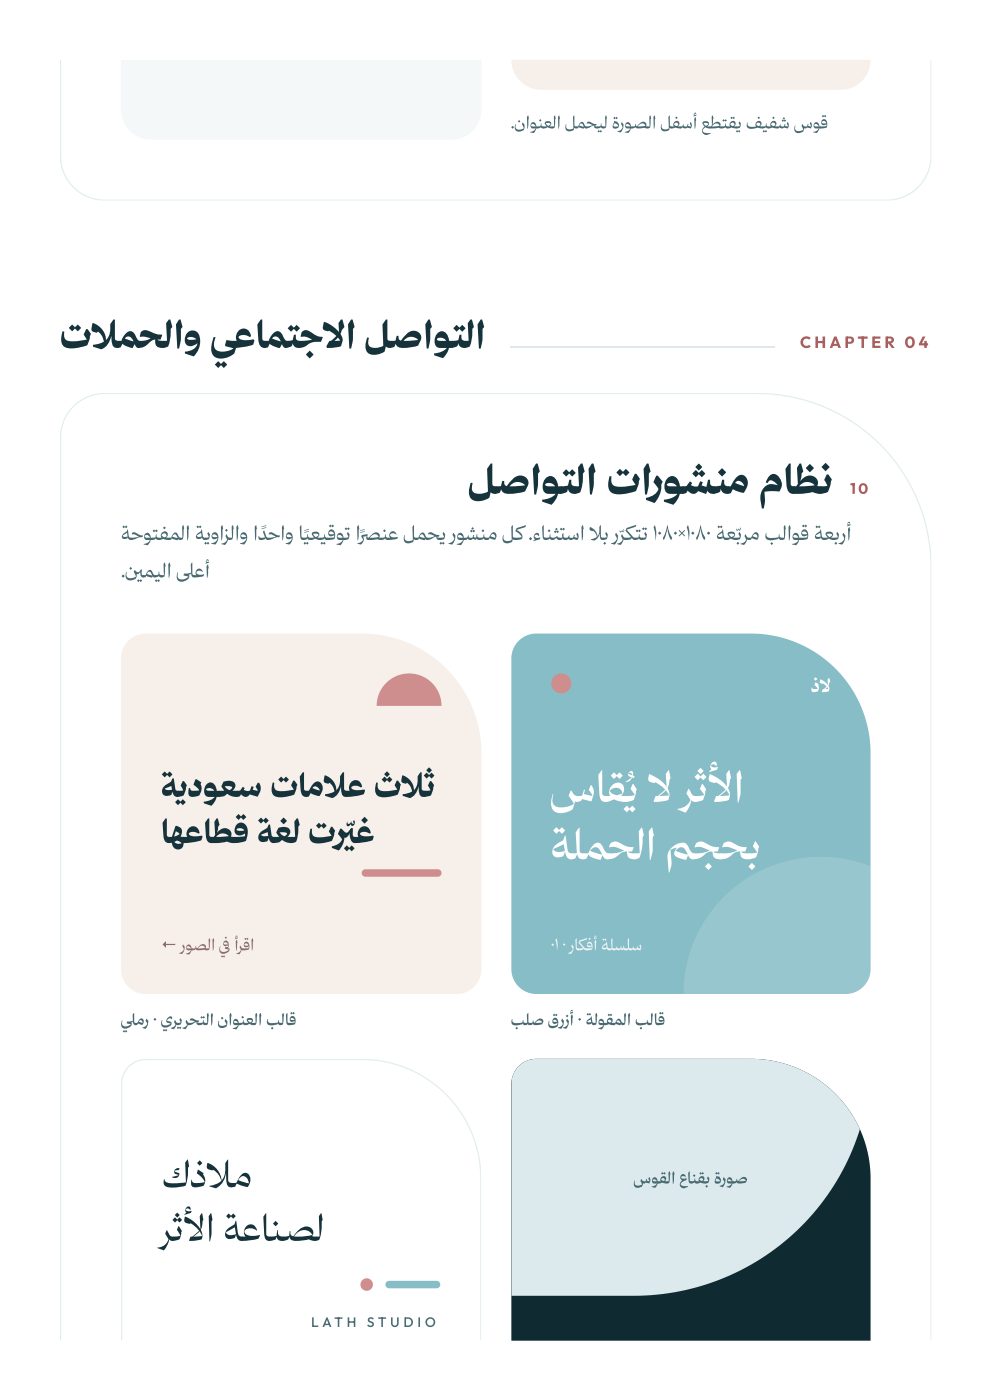 قوس شفيف يقتطع أسفل الصورة ليحمل العنوان.
CHAPTER 04
التواصل الاجتماعي والحملات
10 نظام منشورات التواصل
أربعة قوالب مربّعة ١٠٨٠×١٠٨٠ تتكرّر بلا استثناء. كل منشور يحمل عنصرًا توقيعيًا واحدًا والزاوية المفتوحة
أعلى اليمين.
لاذ
الأثر لا يُقاس
بحجم الحملة
سلسلة أفكار · ٠١
قالب المقولة · أزرق صلب
ثلاث علامات سعودية
غيّرت لغة قطاعها
اقرأ في الصور ←
قالب العنوان التحريري · رملي
صورة بقناع القوس
ملاذك
لصناعة الأثر
LATH STUDIO